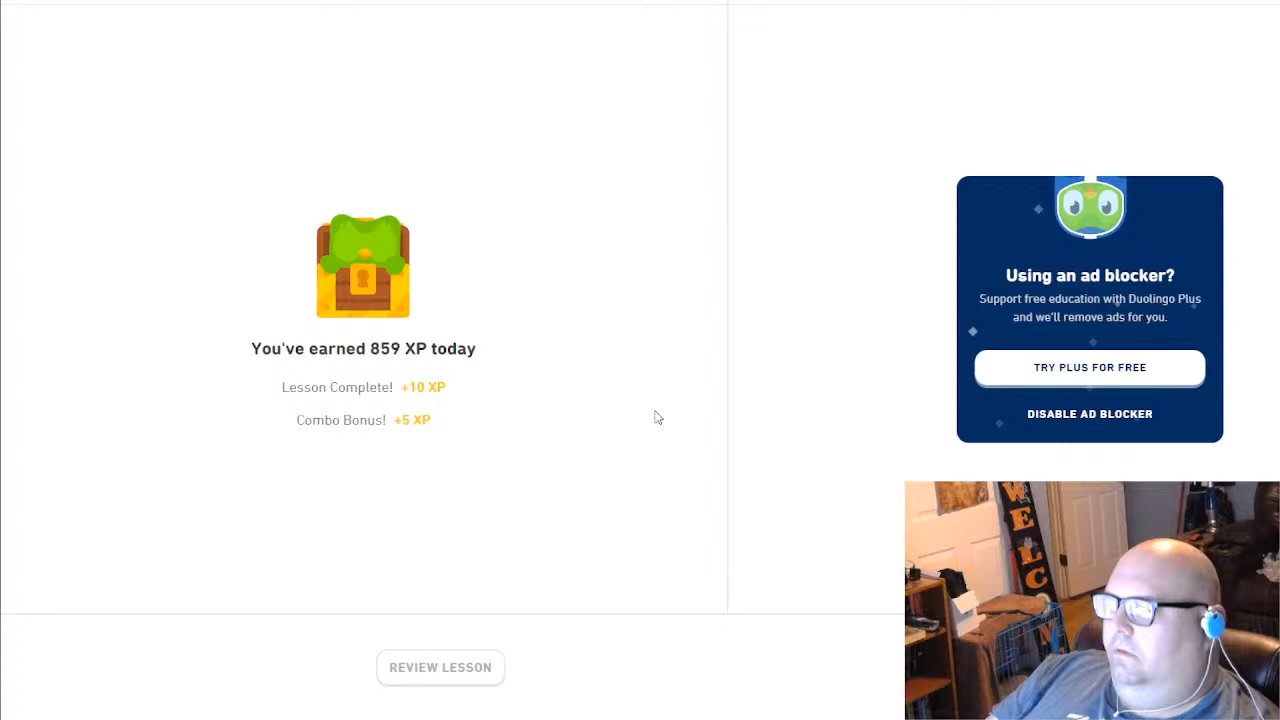 You've earned 859 XP today
Lesson Complete! +10 XP
Combo Bonus! +5 XP
REVIEW LESSON
Using an ad blocker?
Support free education with Duolingo Plus
and we'll remove ads for you.
TRY PLUS FOR FREE
DISABLE AD BLOCKER
W
E
L
C